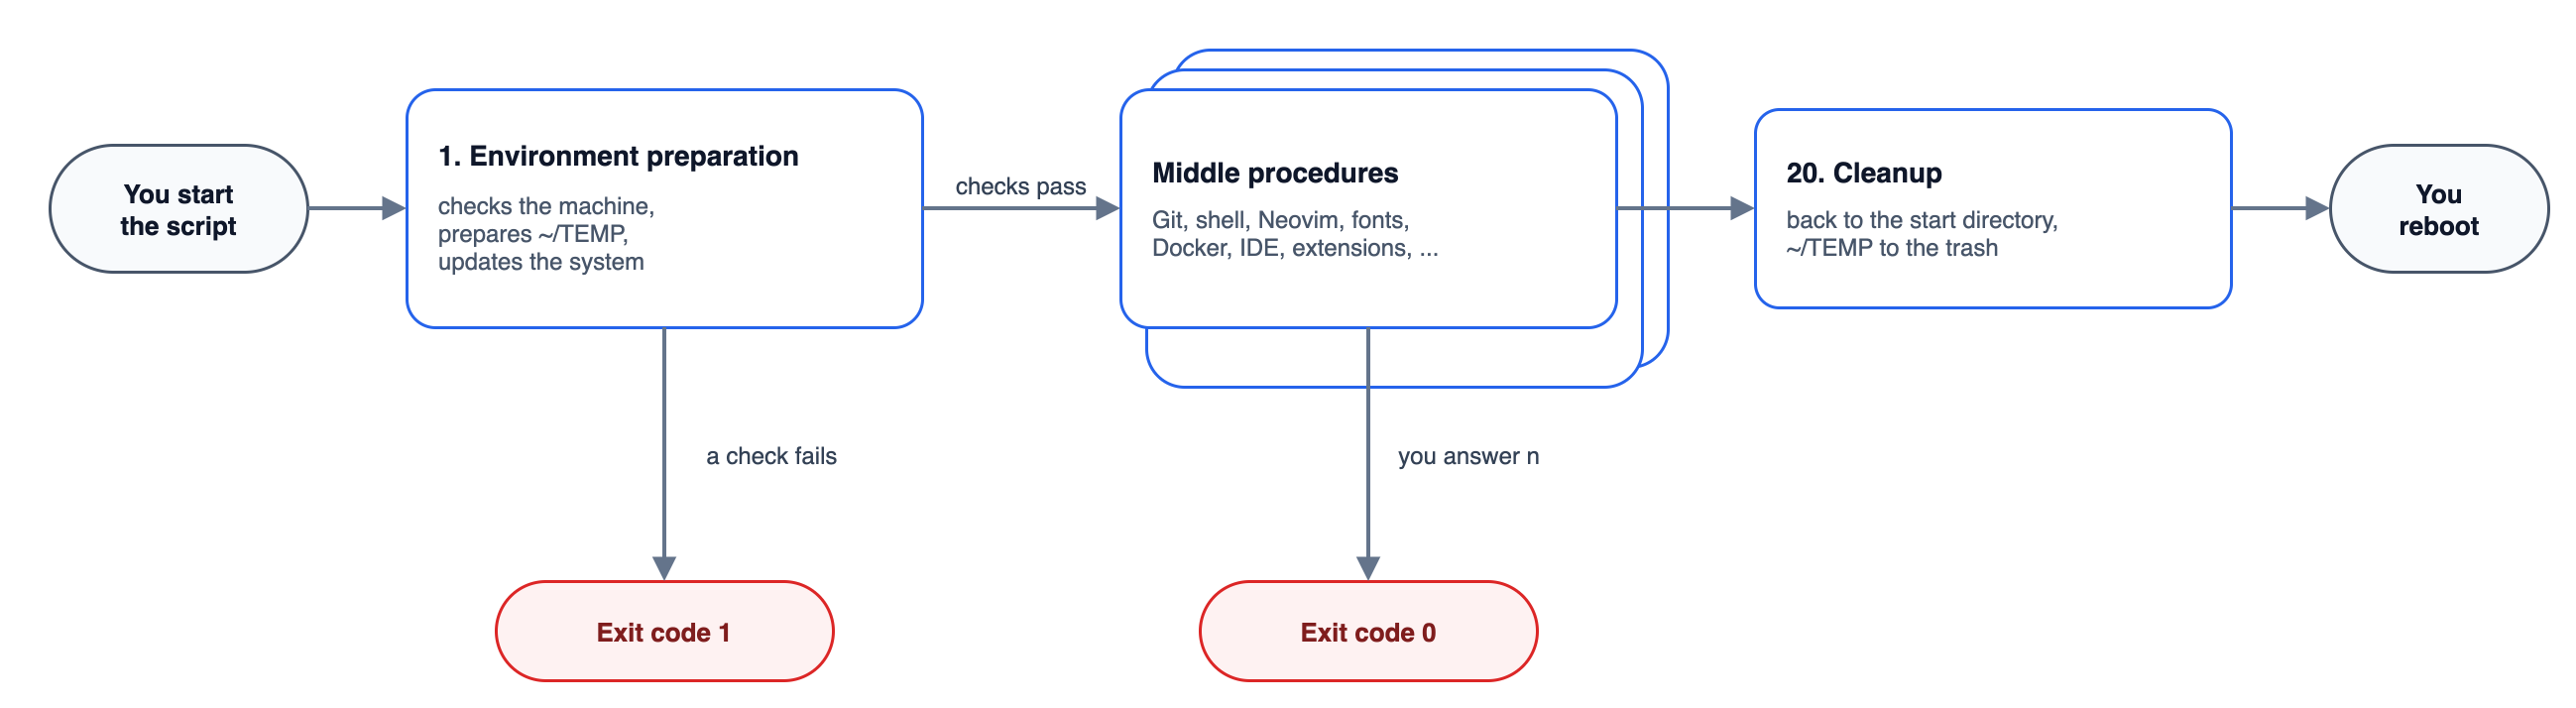 You start
the script
1. Environment preparation
checks the machine,
prepares ~/TEMP,
updates the system
checks pass
Middle procedures
Git, shell, Neovim, fonts,
Docker, IDE, extensions, ...
20. Cleanup
back to the start directory,
~/TEMP to the trash
You
reboot
a check fails
you answer n
Exit code 1
Exit code 0